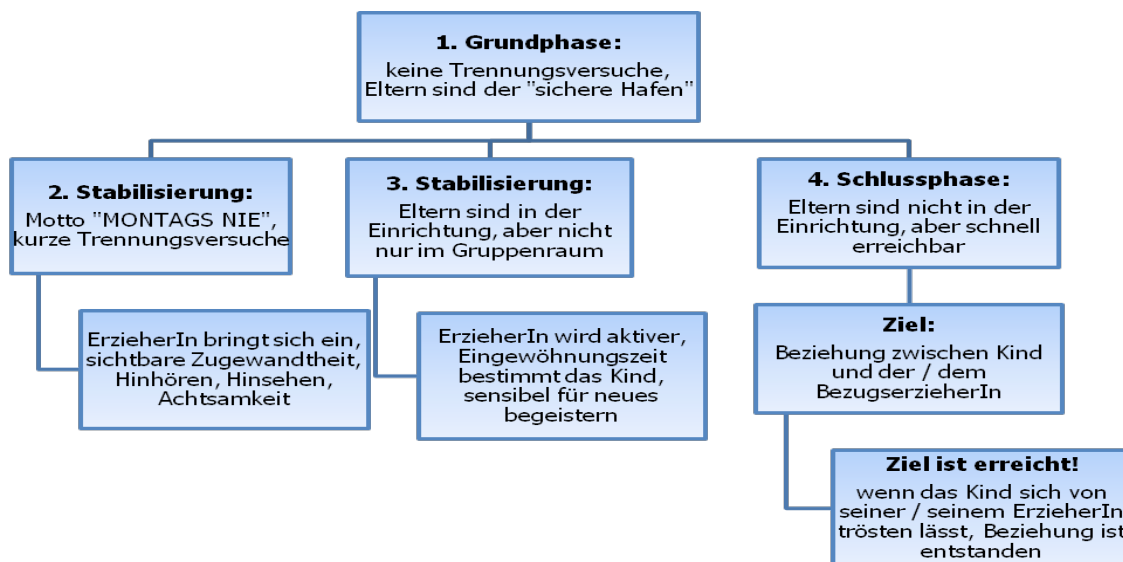 1. Grundphase:
keine Trennungsversuche,
Eltern sind der "sichere Hafen"
2. Stabilisierung:
Motto "MONTAGS NIE",
kurze Trennungsversuche
ErzieherIn bringt sich ein,
sichtbare Zugewandtheit,
Hinhören, Hinsehen,
Achtsamkeit
3. Stabilisierung:
Eltern sind in der
Einrichtung, aber nicht
nur im Gruppenraum
ErzieherIn wird aktiver,
Eingewöhnungszeit
bestimmt das Kind,
sensibel für neues
begeistern
4. Schlussphase:
Eltern sind nicht in der
Einrichtung, aber schnell
erreichbar
Ziel:
Beziehung zwischen Kind
und der / dem
BezugserzieherIn
Ziel ist erreicht!
wenn das Kind sich von
seiner / seinem ErzieherIn
trösten lässt, Beziehung ist
entstanden